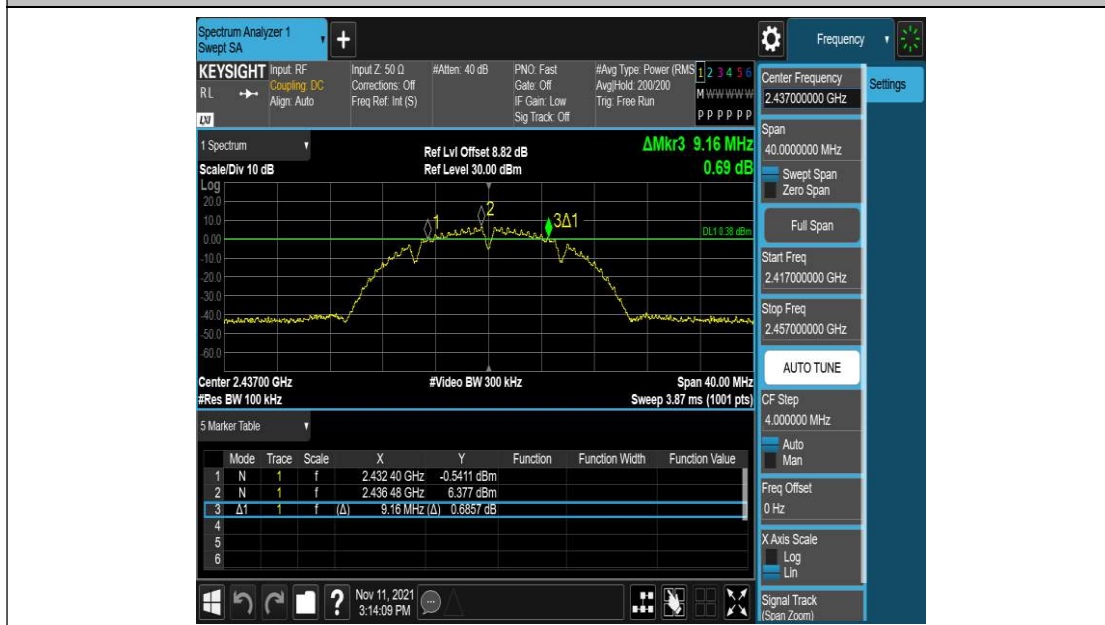 Spectrum Analyzer 1
Swept SA
+
Frequency
KEYSIGHT
RL
LXI
Input: RF
Coupling: DC
Align: Auto
Input Z: 50 Ω
Corrections: Off
Freq Ref: Int (S)
#Atten: 40 dB
PNO: Fast
Gate: Off
IF Gain: Low
Sig Track: Off
#Avg Type: Power (RMS
Avg|Hold: 200/200
Trig: Free Run
1 2 3 4 5 6
M W W W W W
P P P P P P
1 Spectrum
Scale/Div 10 dB
Ref Lvl Offset 8.82 dB
Ref Level 30.00 dBm
ΔMkr3 9.16 MHz
0.69 dB
Log
20.0
10.0
0.00
-10.0
-20.0
-30.0
-40.0
-50.0
-60.0
1
2
3Δ1
DL1 0.38 dBm
Center 2.43700 GHz
#Video BW 300 kHz
Span 40.00 MHz
#Res BW 100 kHz
Sweep 3.87 ms (1001 pts)
5 Marker Table
Mode Trace Scale X Y Function Function Width Function Value
1 N 1 f 2.432 40 GHz -0.5411 dBm
2 N 1 f 2.436 48 GHz 6.377 dBm
3 Δ1 1 f (Δ) 9.16 MHz (Δ) 0.6857 dB
4
5
6
?
Nov 11, 2021
3:14:09 PM
Center Frequency
2.437000000 GHz
Settings
Span
40.0000000 MHz
Swept Span
Zero Span
Full Span
Start Freq
2.417000000 GHz
Stop Freq
2.457000000 GHz
AUTO TUNE
CF Step
4.000000 MHz
Auto
Man
Freq Offset
0 Hz
X Axis Scale
Log
Lin
Signal Track
(Span Zoom)